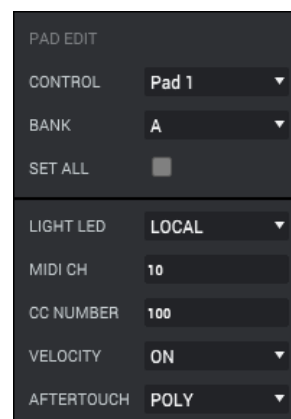 PAD EDIT
CONTROL Pad 1
BANK A
SET ALL
LIGHT LED LOCAL
MIDI CH 10
CC NUMBER 100
VELOCITY ON
AFTERTOUCH POLY